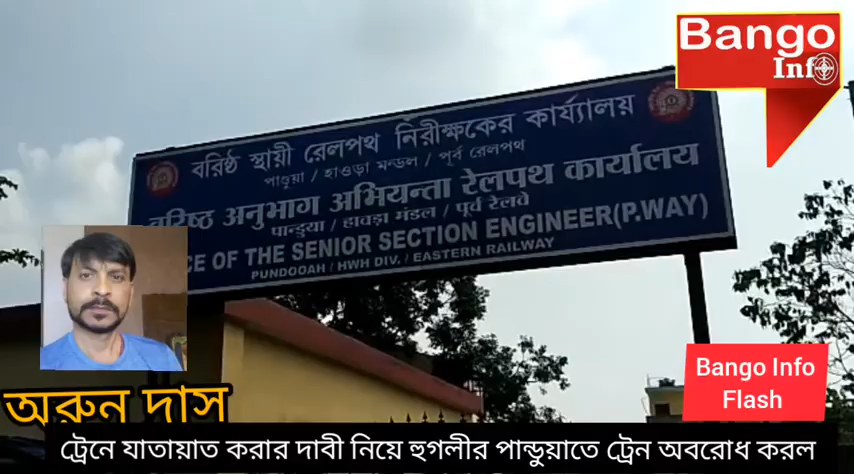 Bango
Info
বরিষ্ঠ স্থায়ী রেলপথ নিরীক্ষকের কার্য্যালয়
পাণ্ডুয়া / হাওড়া মন্ডল / পূর্ব রেলপথ
वरिष्ठ अनुभाग अभियन्ता रेलपथ कार्यालय
पान्डुया / हावड़ा मंडल / पूर्व रेलवे
CE OF THE SENIOR SECTION ENGINEER(P.WAY)
PUNDOOAH / HWH DIV. / EASTERN RAILWAY
Bango Info
Flash
অরুন দাস
ট্রেনে যাতায়াত করার দাবী নিয়ে হুগলীর পান্ডুয়াতে ট্রেন অবরোধ করল